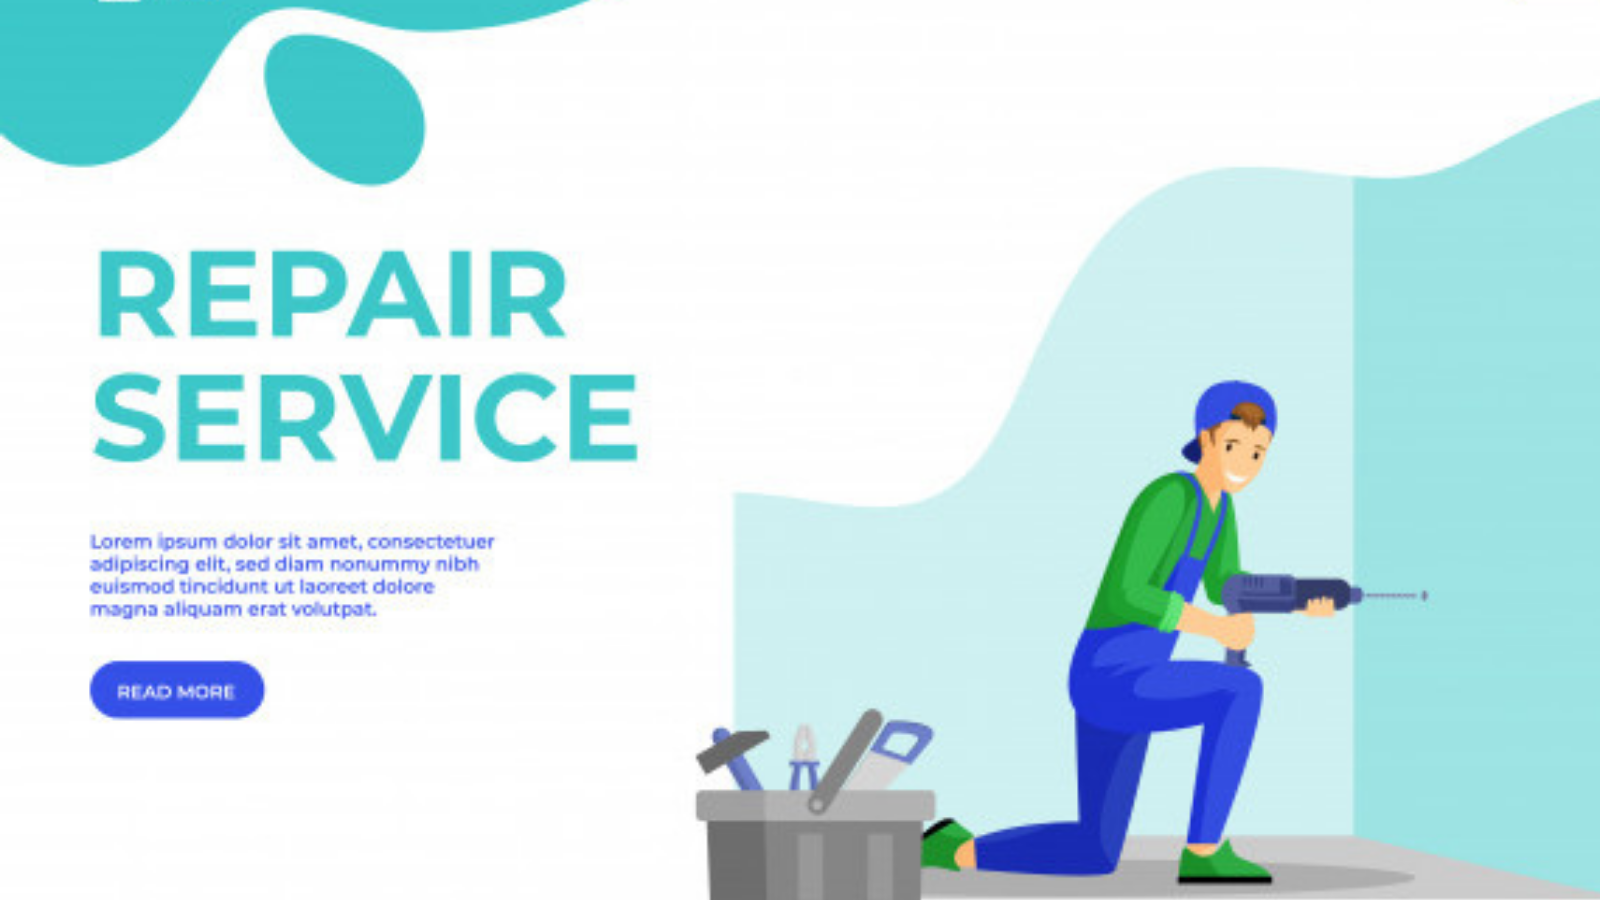 REPAIR
SERVICE
Lorem ipsum dolor sit amet, consectetuer
adipiscing elit, sed diam nonummy nibh
euismod tincidunt ut laoreet dolore
magna aliquam erat volutpat.
READ MORE